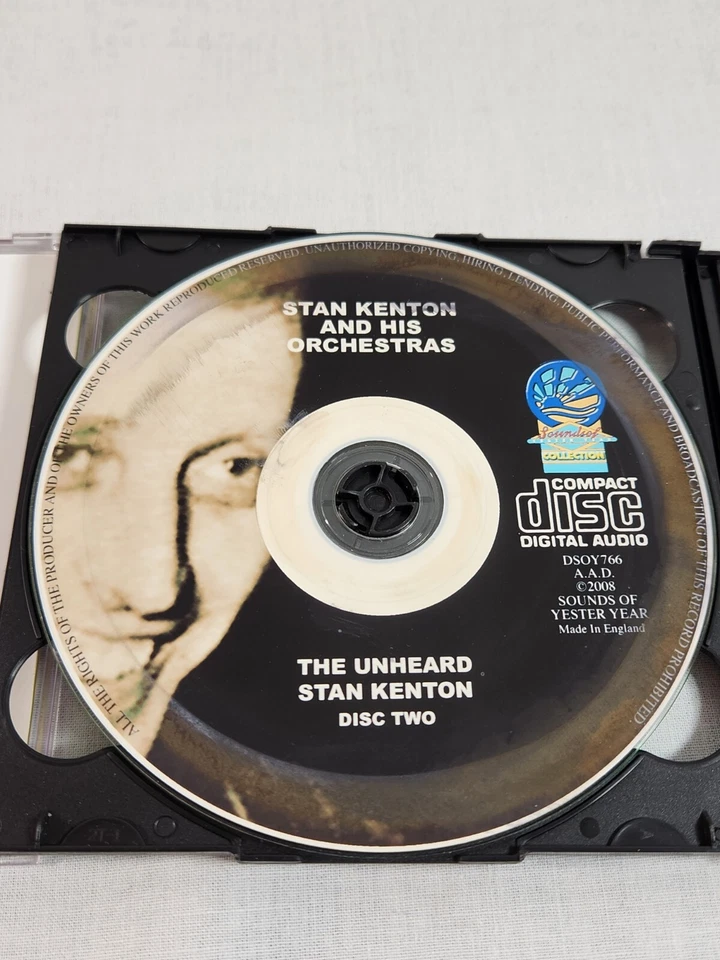 STAN KENTON
AND HIS
ORCHESTRAS
Soundsof
YESTER YEAR
COLLECTION
COMPACT
disc
DIGITAL AUDIO
DSOY766
A.A.D.
©2008
SOUNDS OF
YESTER YEAR
Made In England
THE UNHEARD
STAN KENTON
DISC TWO
ALL THE RIGHTS OF THE PRODUCER AND OF THE OWNERS OF THIS WORK REPRODUCED RESERVED. UNAUTHORIZED COPYING, HIRING, LENDING, PUBLIC PERFORMANCE AND BROADCASTING OF THIS RECORD PROHIBITED.